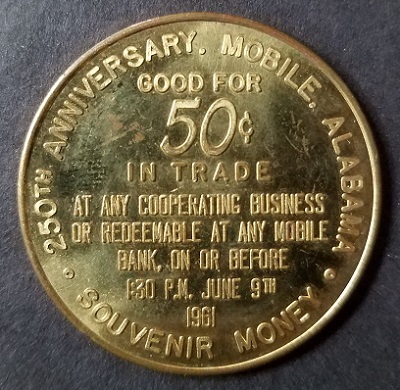 250TH ANNIVERSARY, MOBILE, ALABAMA
GOOD FOR
50¢
IN TRADE
AT ANY COOPERATING BUSINESS
OR REDEEMABLE AT ANY MOBILE
BANK, ON OR BEFORE
1:30 P.M. JUNE 9TH
1961
• SOUVENIR MONEY •